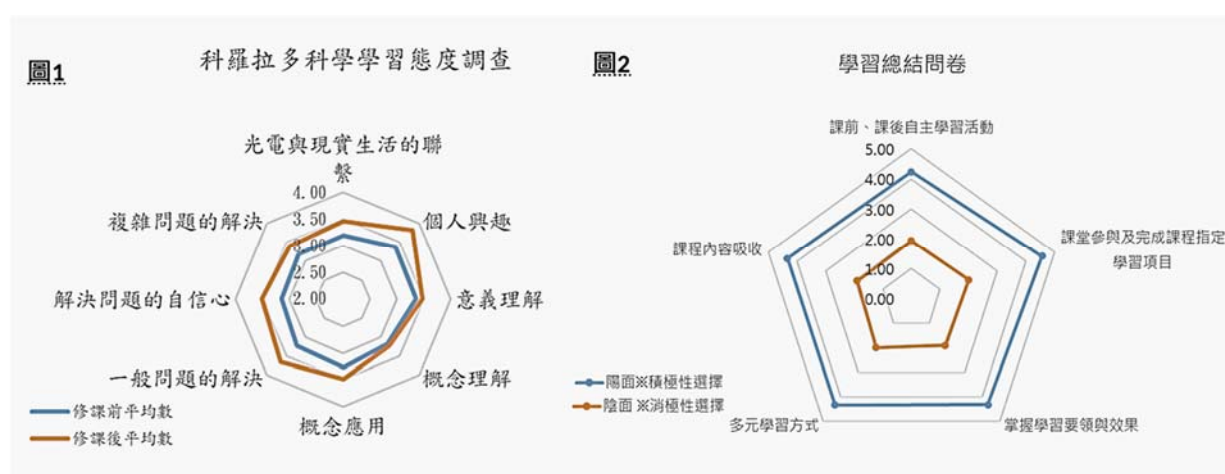 圖1
科羅拉多科學學習態度調查
光電與現實生活的聯
繫
4.00
3.50
3.00
2.50
2.00
個人興趣
意義理解
概念理解
概念應用
一般問題的解決
解決問題的自信心
複雜問題的解決
修課前平均數
修課後平均數
圖2
學習總結問卷
課前、課後自主學習活動
5.00
4.00
3.00
2.00
1.00
0.00
課堂參與及完成課程指定
學習項目
掌握學習要領與效果
多元學習方式
課程內容吸收
陽面※積極性選擇
陰面 ※消極性選擇